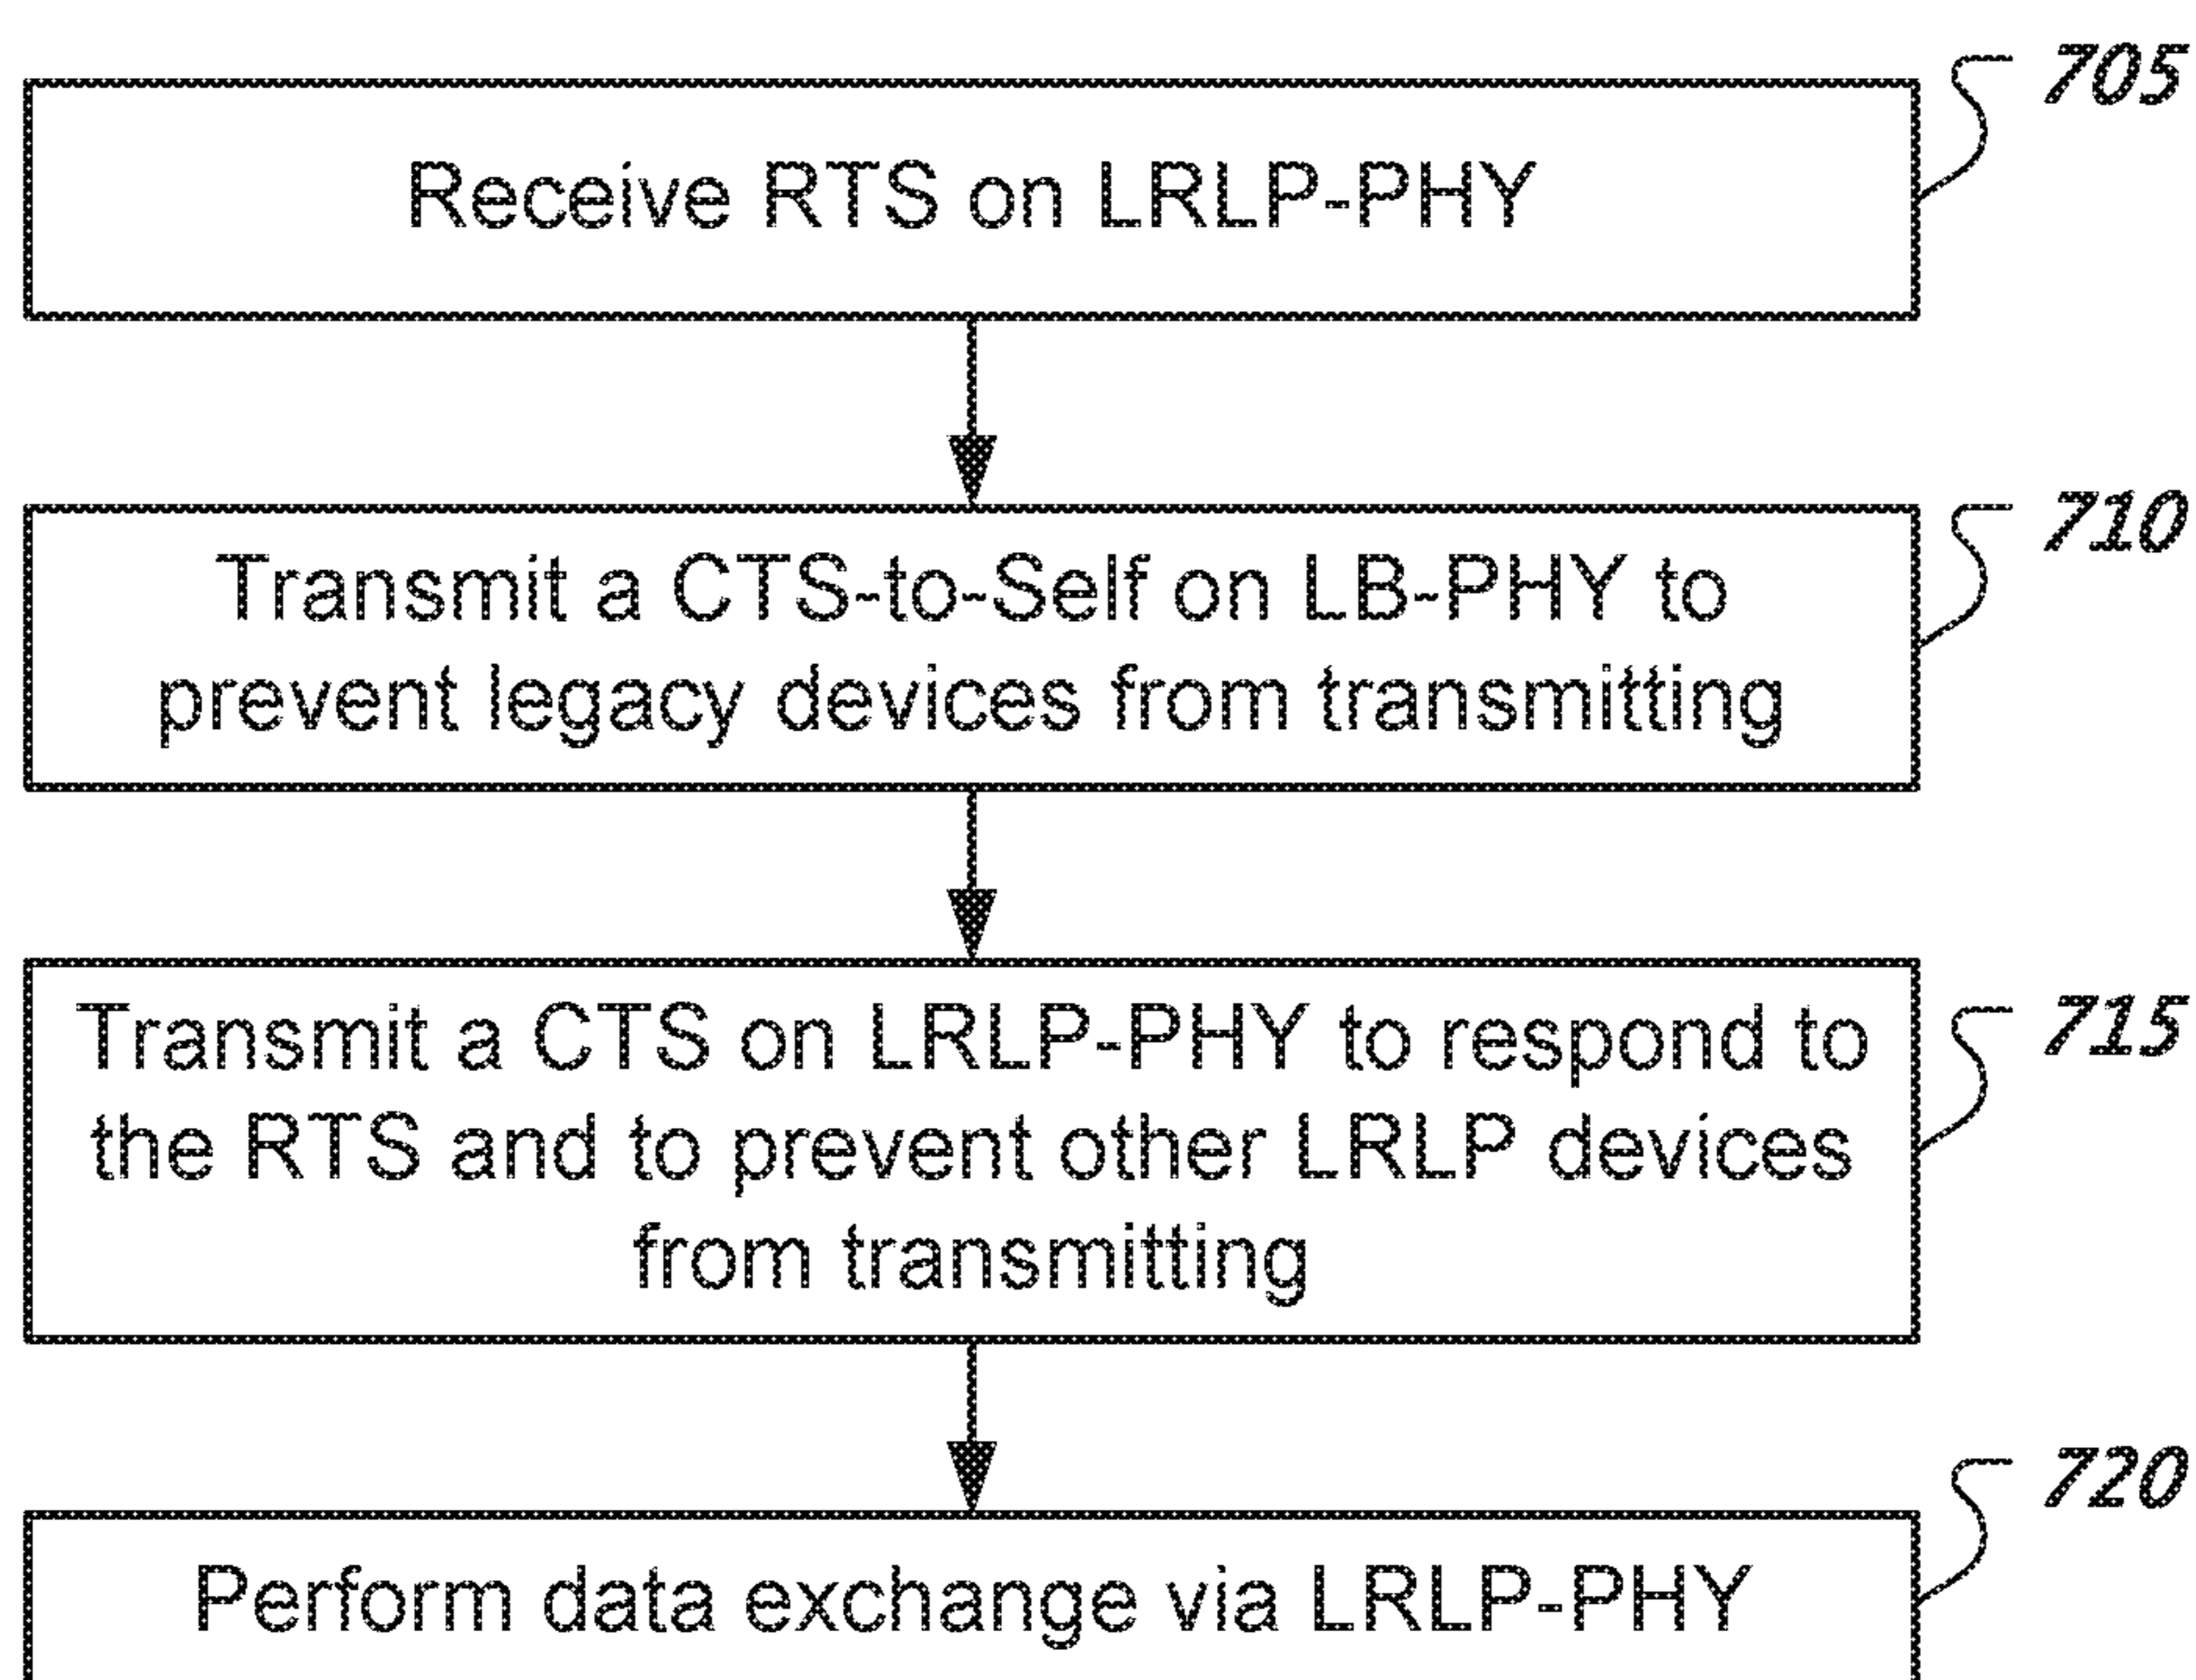 705
Receive RTS on LRLP-PHY
710
Transmit a CTS-to-Self on LB-PHY to
prevent legacy devices from transmitting
715
Transmit a CTS on LRLP-PHY to respond to
the RTS and to prevent other LRLP devices
from transmitting
720
Perform data exchange via LRLP-PHY